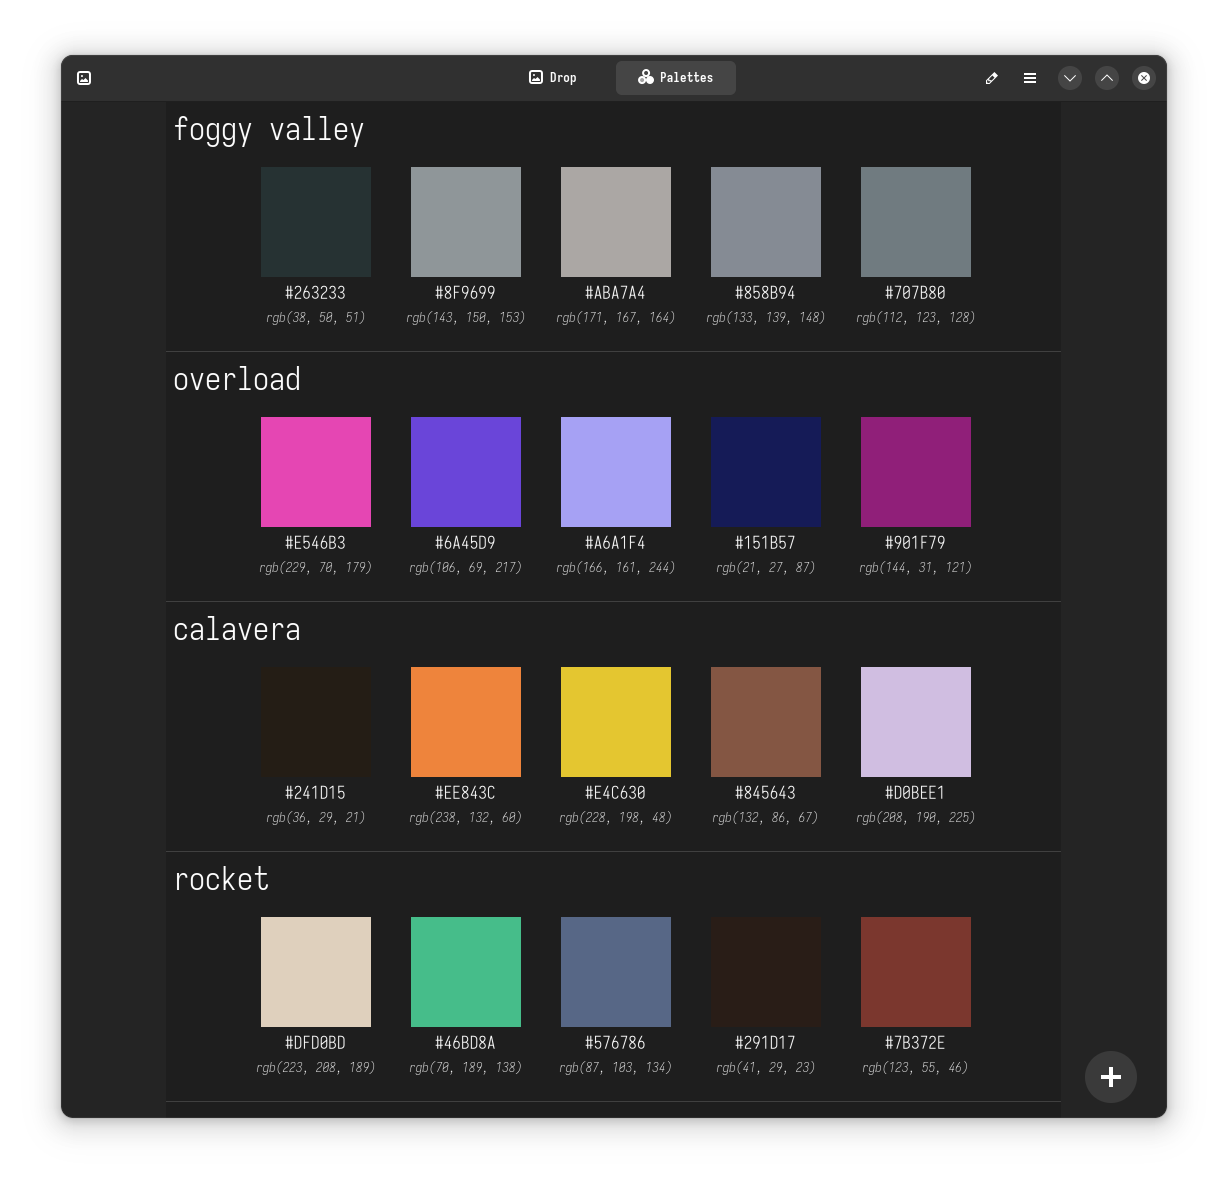 Drop Palettes
foggy valley
#263233 #8F9699 #ABA7A4 #858B94 #707B80
rgb(38, 50, 51) rgb(143, 150, 153) rgb(171, 167, 164) rgb(133, 139, 148) rgb(112, 123, 128)
overload
#E546B3 #6A45D9 #A6A1F4 #151B57 #901F79
rgb(229, 70, 179) rgb(106, 69, 217) rgb(166, 161, 244) rgb(21, 27, 87) rgb(144, 31, 121)
calavera
#241D15 #EE843C #E4C630 #845643 #D0BEE1
rgb(36, 29, 21) rgb(238, 132, 60) rgb(228, 198, 48) rgb(132, 86, 67) rgb(208, 190, 225)
rocket
#DFD0BD #46BD8A #576786 #291D17 #7B372E
rgb(223, 208, 189) rgb(70, 189, 138) rgb(87, 103, 134) rgb(41, 29, 23) rgb(123, 55, 46)